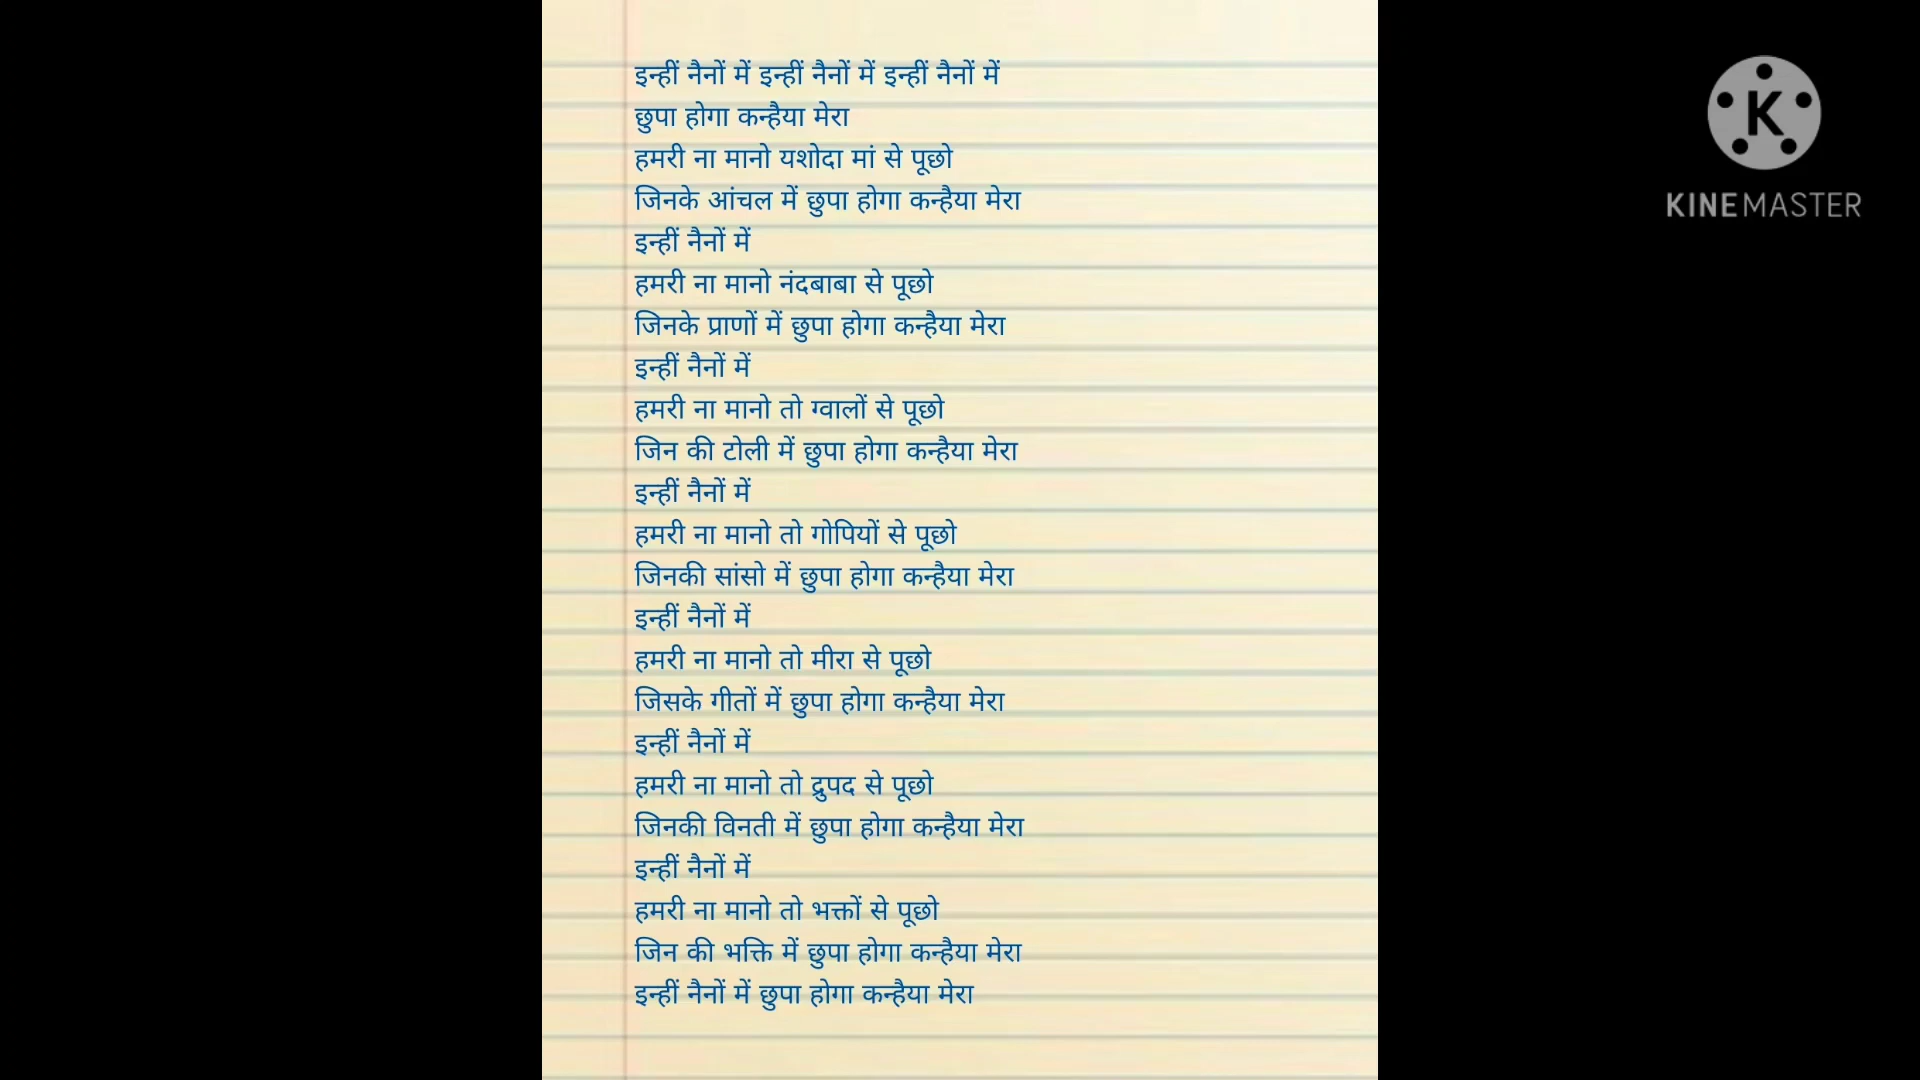 इन्हीं नैनों में इन्हीं नैनों में इन्हीं नैनों में
छुपा होगा कन्हैया मेरा
हमरी ना मानो यशोदा मां से पूछो
जिनके आंचल में छुपा होगा कन्हैया मेरा
इन्हीं नैनों में
हमरी ना मानो नंदबाबा से पूछो
जिनके प्राणों में छुपा होगा कन्हैया मेरा
इन्हीं नैनों में
हमरी ना मानो तो ग्वालों से पूछो
जिन की टोली में छुपा होगा कन्हैया मेरा
इन्हीं नैनों में
हमरी ना मानो तो गोपियों से पूछो
जिनकी सांसो में छुपा होगा कन्हैया मेरा
इन्हीं नैनों में
हमरी ना मानो तो मीरा से पूछो
जिसके गीतों में छुपा होगा कन्हैया मेरा
इन्हीं नैनों में
हमरी ना मानो तो द्रुपद से पूछो
जिनकी विनती में छुपा होगा कन्हैया मेरा
इन्हीं नैनों में
हमरी ना मानो तो भक्तों से पूछो
जिन की भक्ति में छुपा होगा कन्हैया मेरा
इन्हीं नैनों में छुपा होगा कन्हैया मेरा
K
KINEMASTER